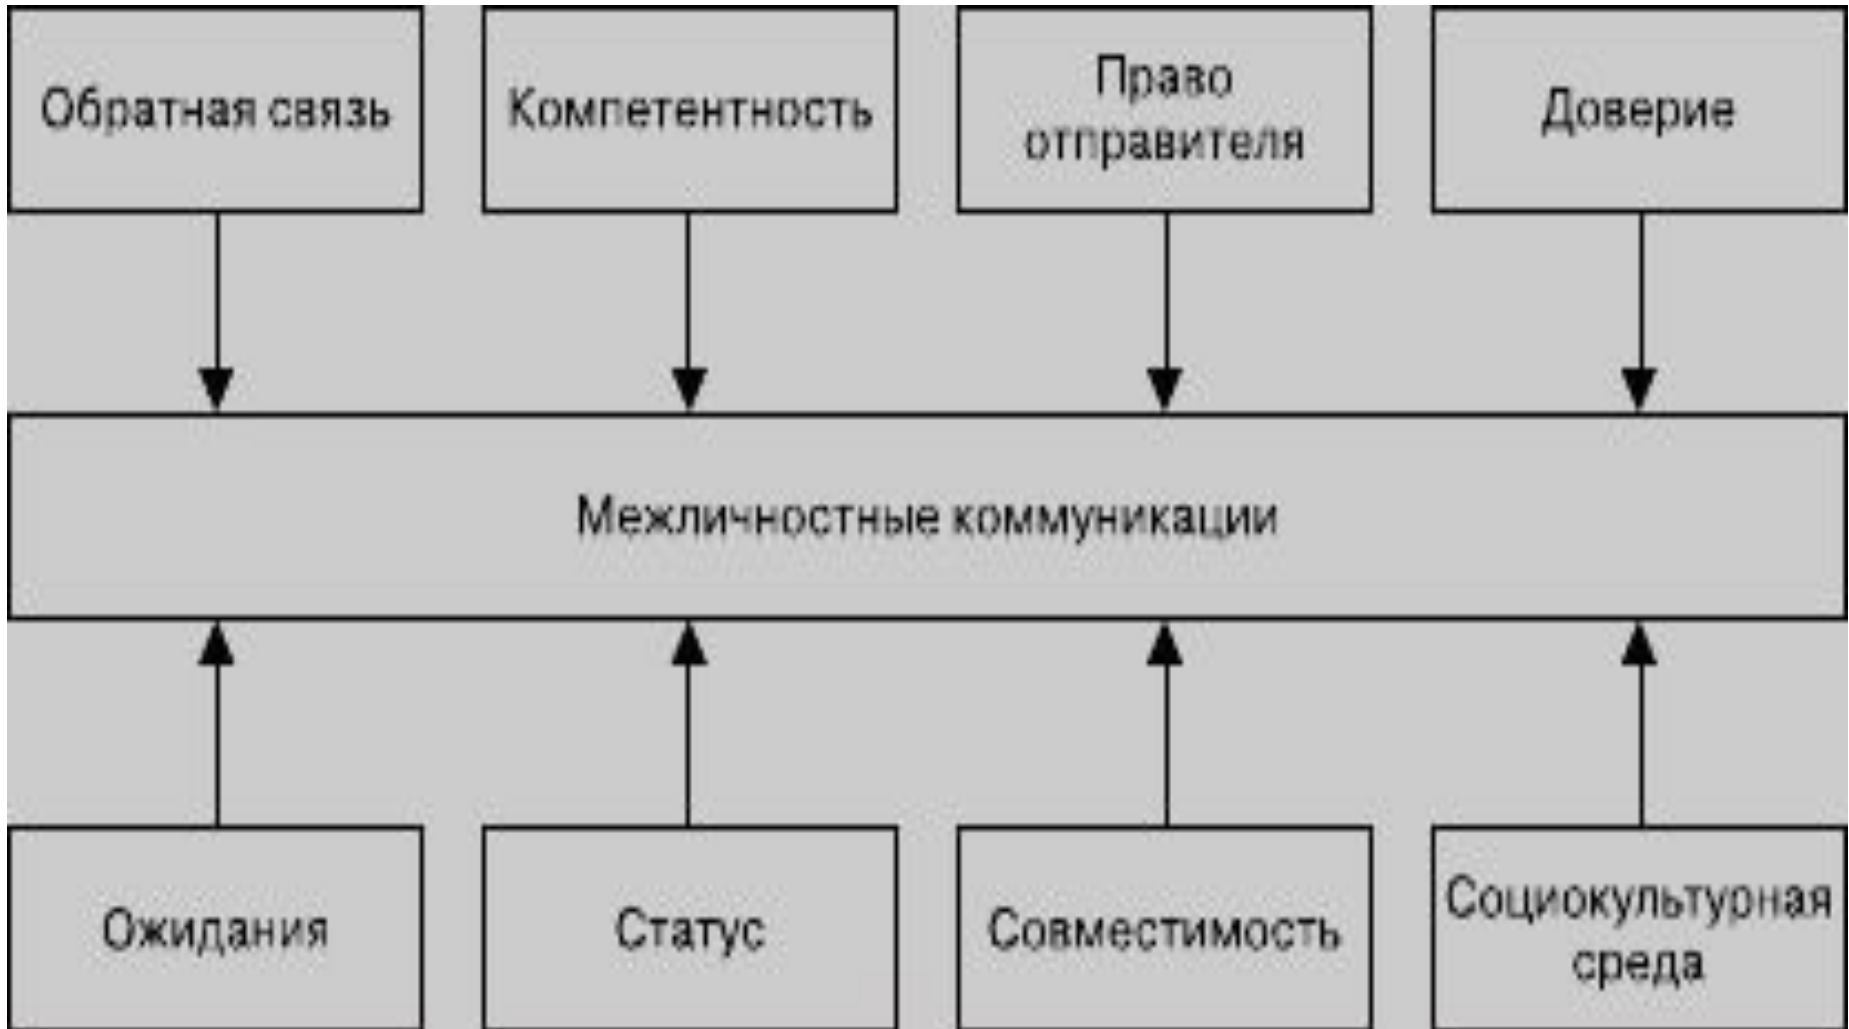 Обратная связь
Компетентность
Право
отправителя
Доверие
Межличностные коммуникации
Ожидания
Статус
Совместимость
Социокультурная
среда